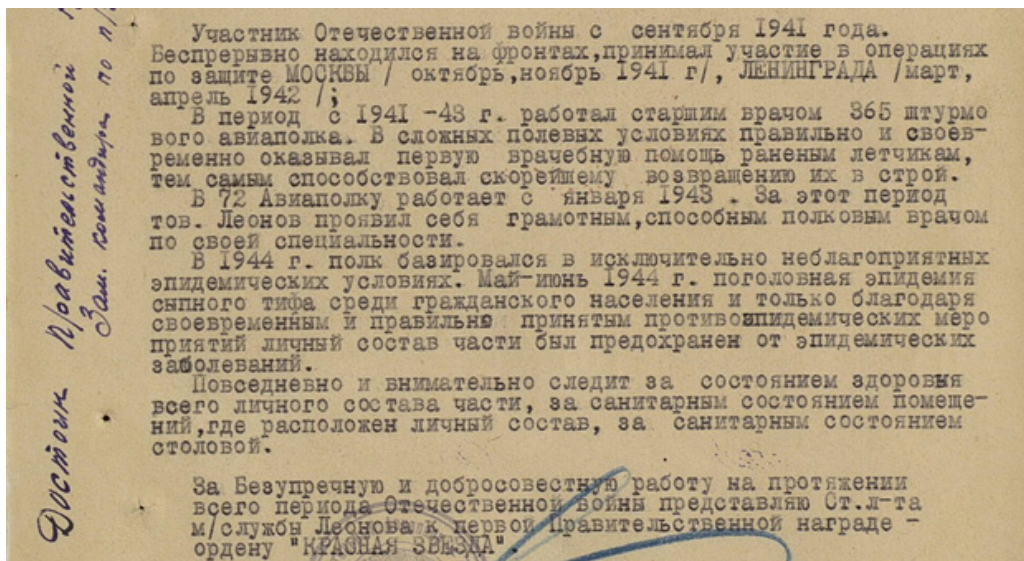 Участник Отечественной войны с сентября 1941 года.
Беспрерывно находился на фронтах,принимал участие в операциях
по защите МОСКВЫ / октябрь,ноябрь 1941 г/, ЛЕНИНГРАДА /март,
апрель 1942 /;
В период с 1941 -43 г. работал старшим врачом 365 штурмо
вого авиаполка. В сложных полевых условиях правильно и своев-
ременно оказывал первую врачебную помощь раненым летчикам,
тем самым способствовал скорейшему возвращению их в строй.
В 72 Авиаполку работает с января 1943 . За этот период
тов. Леонов проявил себя грамотным,способным полковым врачом
по своей специальности.
В 1944 г. полк базировался в исключительно неблагоприятных
эпидемических условиях. Май-июнь 1944 г. поголовная эпидемия
сыпного тифа среди гражданского населения и только благодаря
своевременным и правильно принятым противоэпидемических меро
приятий личный состав части был предохранен от эпидемических
заболеваний.
Повседневно и внимательно следит за состоянием здоровья
всего личного состава части, за санитарным состоянием помеще-
ний,где расположен личный состав, за санитарным состоянием
столовой.
За Безупречную и добросовестную работу на протяжении
всего периода Отечественной войны представляю Ст.л-та
м/службы Леонова к первой Правительственной награде -
ордену "КРАСНАЯ ЗВЕЗДА".
Достоин Правительственной
Зам. командира по п/